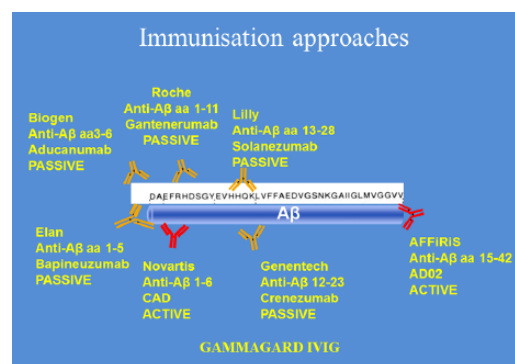 Immunisation approaches
Roche
Anti-Aβ aa 1-11
Gantenerumab
PASSIVE
Biogen
Anti-Aβ aa3-6
Aducanumab
PASSIVE
Lilly
Anti-Aβ aa 13-28
Solanezumab
PASSIVE
DAEFRHDSGYEVHHQKLVFFAEDVGSNKGAIIGLMVGGVV
Aβ
Elan
Anti-Aβ aa 1-5
Bapineuzumab
PASSIVE
Novartis
Anti-Aβ 1-6
CAD
ACTIVE
Genentech
Anti-Aβ 12-23
Crenezumab
PASSIVE
AFFiRIS
Anti-Aβ aa 15-42
AD02
ACTIVE
GAMMAGARD IVIG